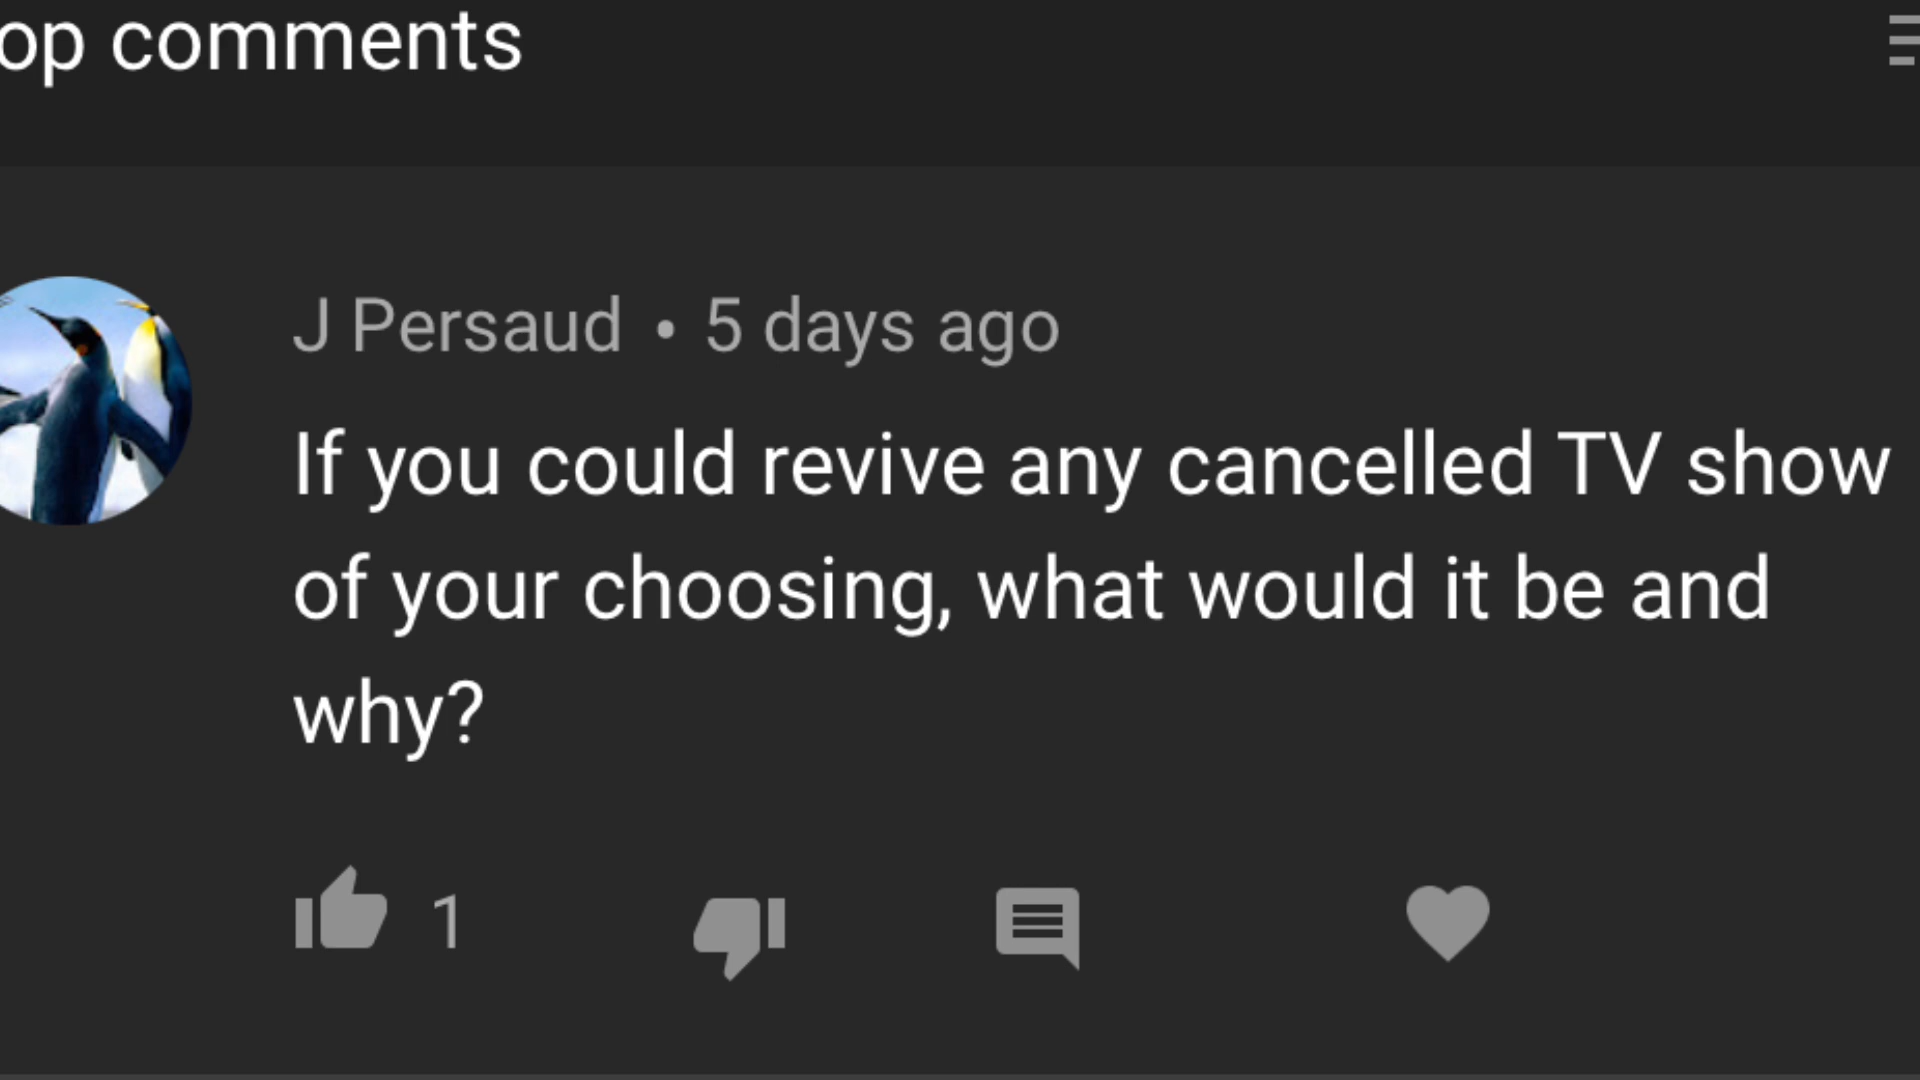 op comments
J Persaud • 5 days ago
If you could revive any cancelled TV show
of your choosing, what would it be and
why?
1